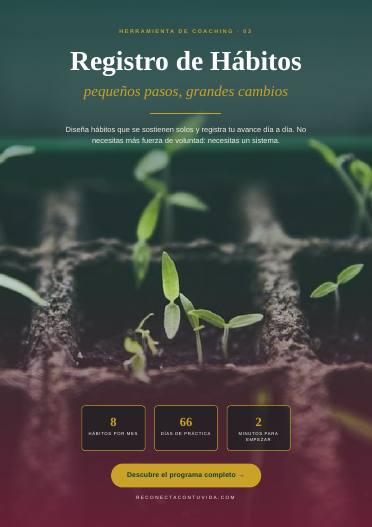 HERRAMIENTA DE COACHING · 03
Registro de Hábitos
pequeños pasos, grandes cambios
Diseña hábitos que se sostienen solos y registra tu avance día a día. No
necesitas más fuerza de voluntad: necesitas un sistema.
8
HÁBITOS POR MES
66
DÍAS DE PRÁCTICA
2
MINUTOS PARA
EMPEZAR
Descubre el programa completo →
RECONECTACONTUVIDA.COM